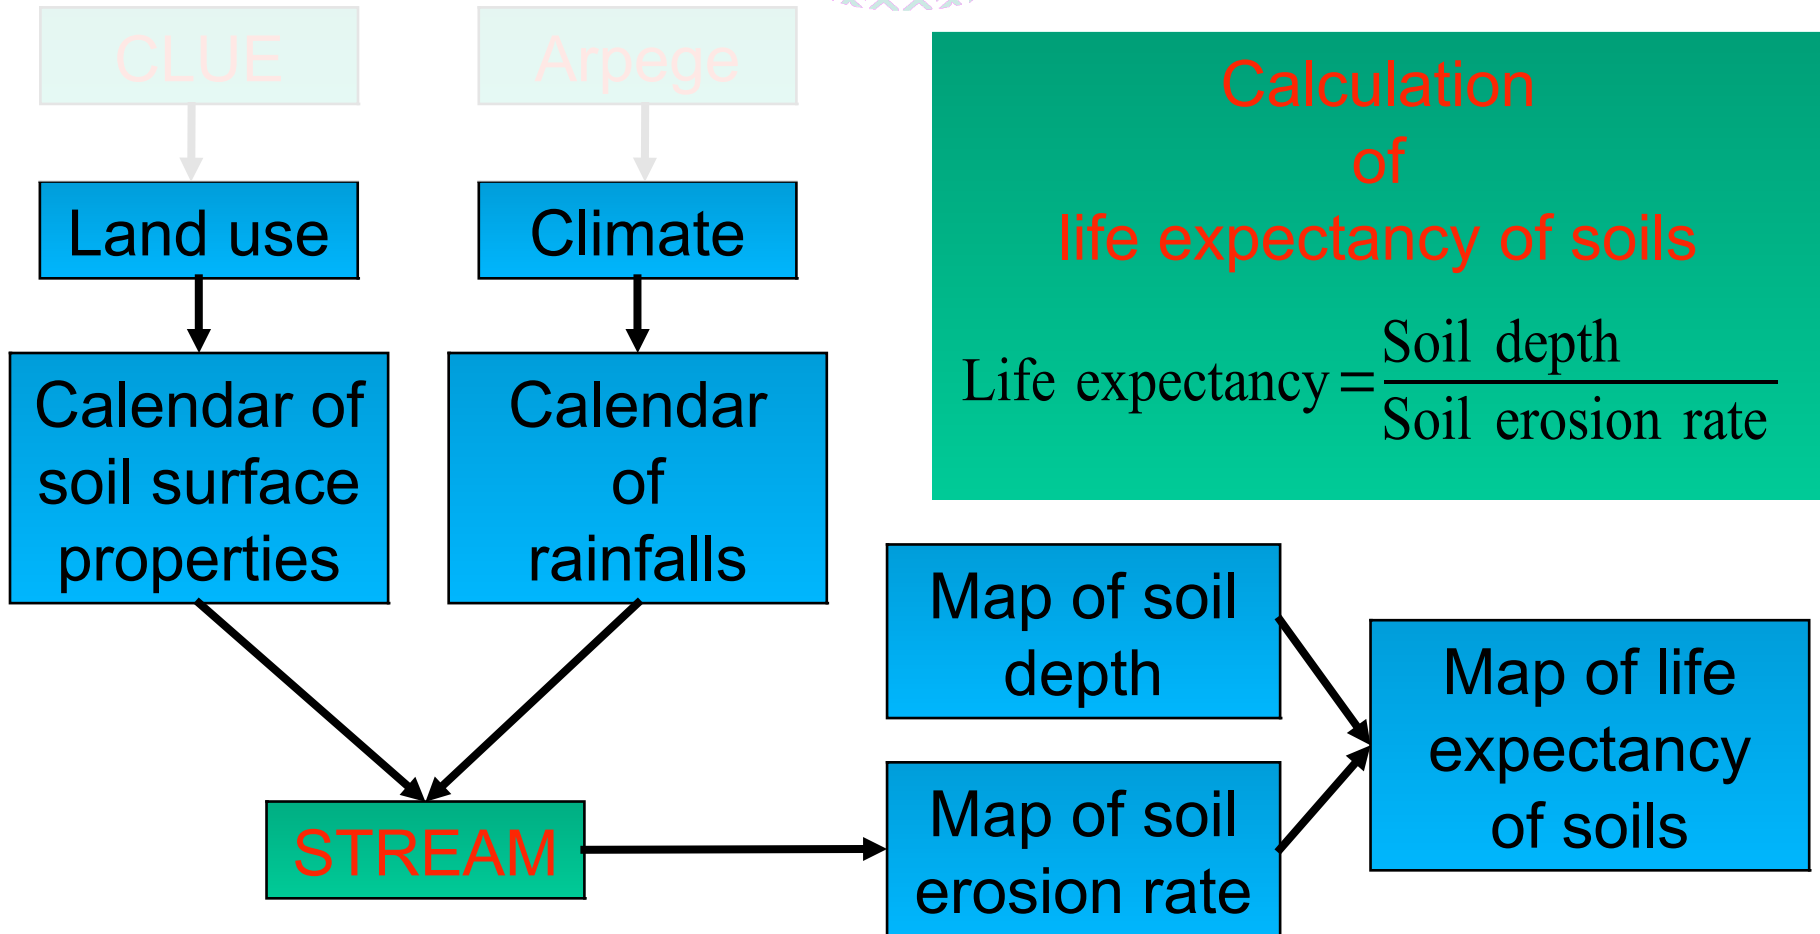 CLUE
Arpege
Land use
Climate
Calendar of
soil surface
properties
Calendar
of
rainfalls
STREAM
Calculation
of
life expectancy of soils
Life expectancy = Soil depth
Soil erosion rate
Map of soil
depth
Map of soil
erosion rate
Map of life
expectancy
of soils